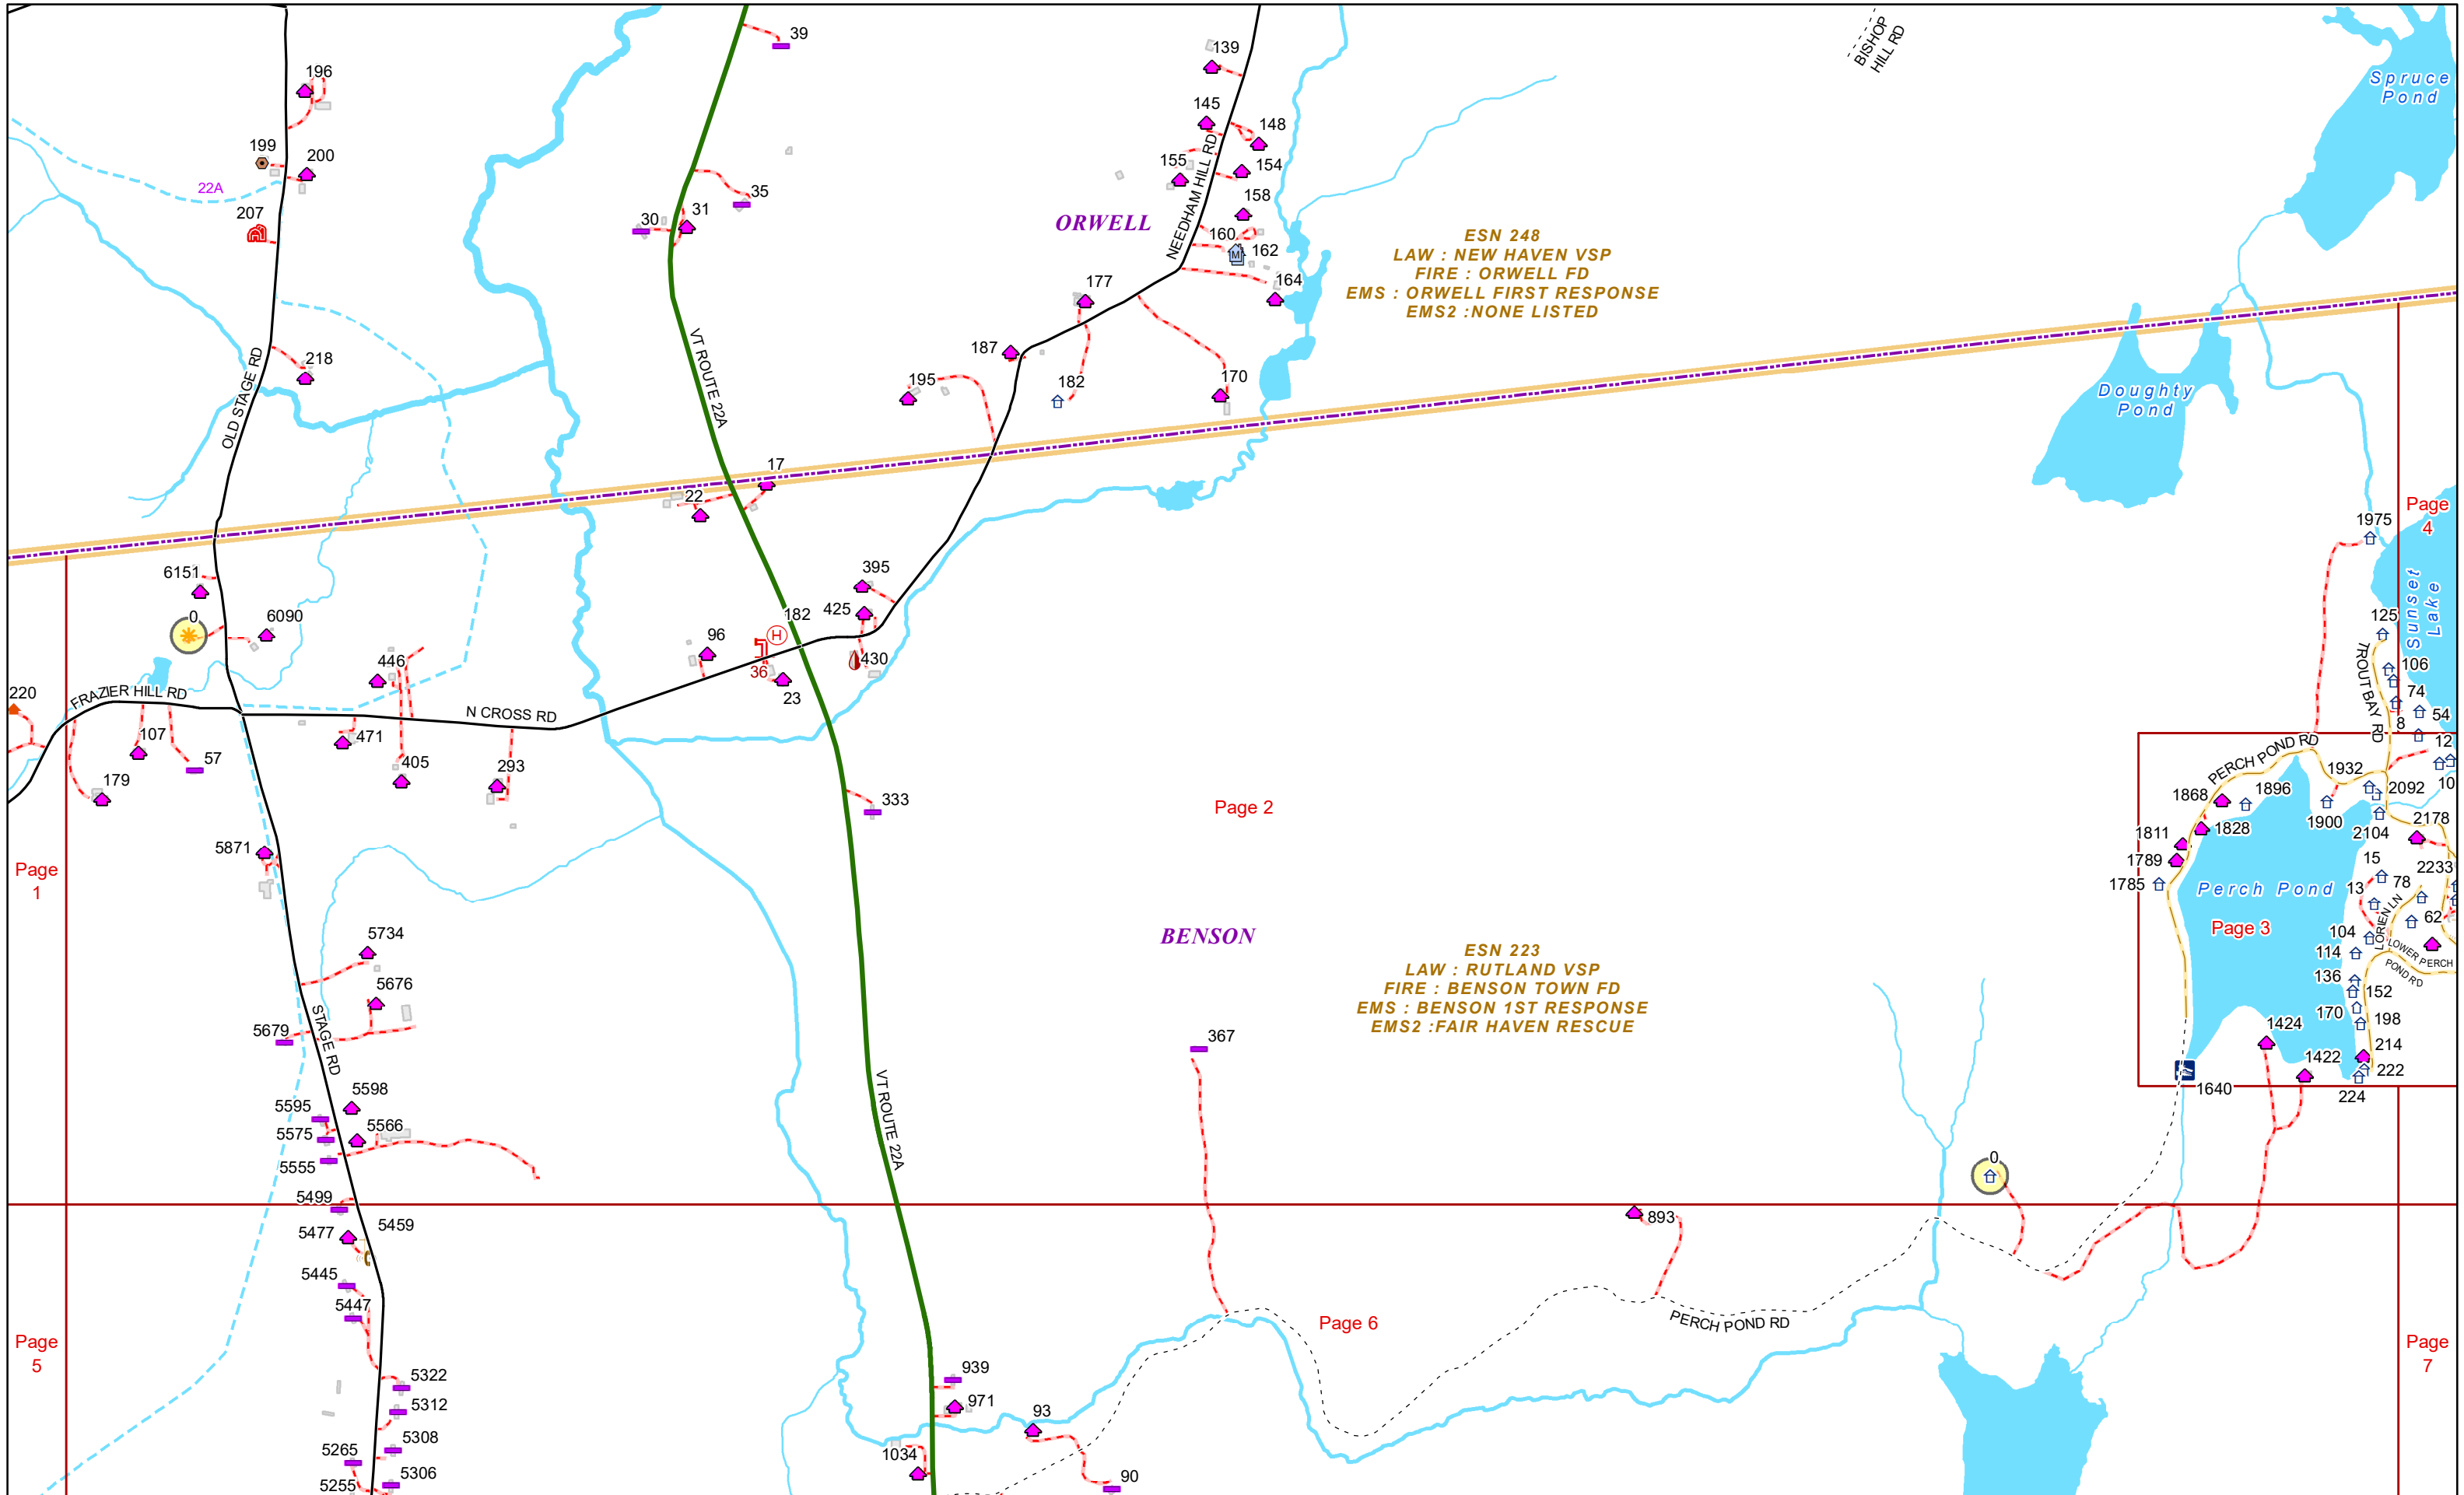 39
139
BISHOP
HILL RD
196
Spruce
Pond
145
148
199
200
155
154
NEEDHAM HILL RD
22A
35
158
207
30
31
ORWELL
160
162
ESN 248
LAW : NEW HAVEN VSP
FIRE : ORWELL FD
EMS : ORWELL FIRST RESPONSE
EMS2 :NONE LISTED
177
164
218
187
OLD STAGE RD
VT ROUTE 22A
195
182
170
Doughty
Pond
17
22
Page
4
1975
6151
395
Sunset
Lake
0
6090
182
425
125
H
96
36
430
446
23
TROUT BAY RD
106
74
220
FRAZIER HILL RD
N CROSS RD
54
8
107
57
471
405
293
179
PERCH POND RD
12
10
1932
2092
1868
1896
333
Page 2
1900
1828
2104
2178
1811
5871
1789
15
2233
Page
1
1785
Perch Pond
13
78
LORIEN LN
62
Page 3
5734
BENSON
104
LOWER PERCH
POND RD
ESN 223
LAW : RUTLAND VSP
FIRE : BENSON TOWN FD
EMS : BENSON 1ST RESPONSE
EMS2 :FAIR HAVEN RESCUE
114
136
5676
152
170
198
5679
STAGE RD
367
1424
214
1422
222
1640
224
5598
5595
5566
5575
VT ROUTE 22A
5555
0
5499
5477
5459
893
5445
5447
Page
5
Page 6
PERCH POND RD
Page
7
939
5322
971
5312
93
5308
5265
1034
5306
5255
90
M